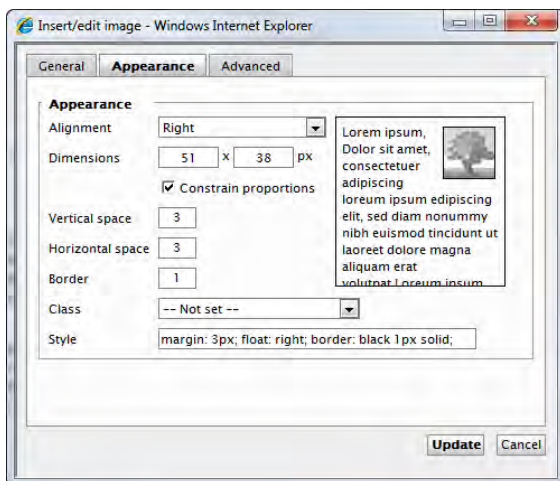 Insert/edit image - Windows Internet Explorer
General Appearance Advanced
Appearance
Alignment Right
Dimensions 51 x 38 px
Constrain proportions
Vertical space 3
Horizontal space 3
Border 1
Class -- Not set --
Style margin: 3px; float: right; border: black 1px solid;
Lorem ipsum,
Dolor sit amet,
consectetuer
adipiscing
loreum ipsum edipiscing
elit, sed diam nonummy
nibh euismod tincidunt ut
laoreet dolore magna
aliquam erat
volutpat.Loreum ipsum
Update Cancel